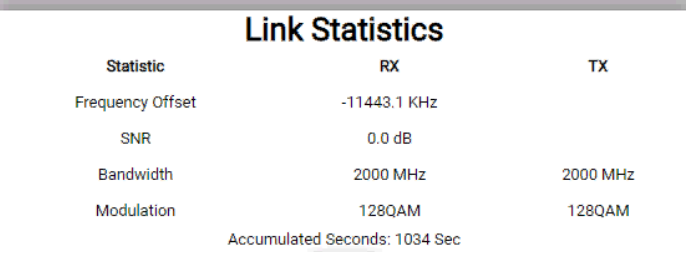 Link Statistics
Statistic RX TX
Frequency Offset -11443.1 KHz
SNR 0.0 dB
Bandwidth 2000 MHz 2000 MHz
Modulation 128QAM 128QAM
Accumulated Seconds: 1034 Sec